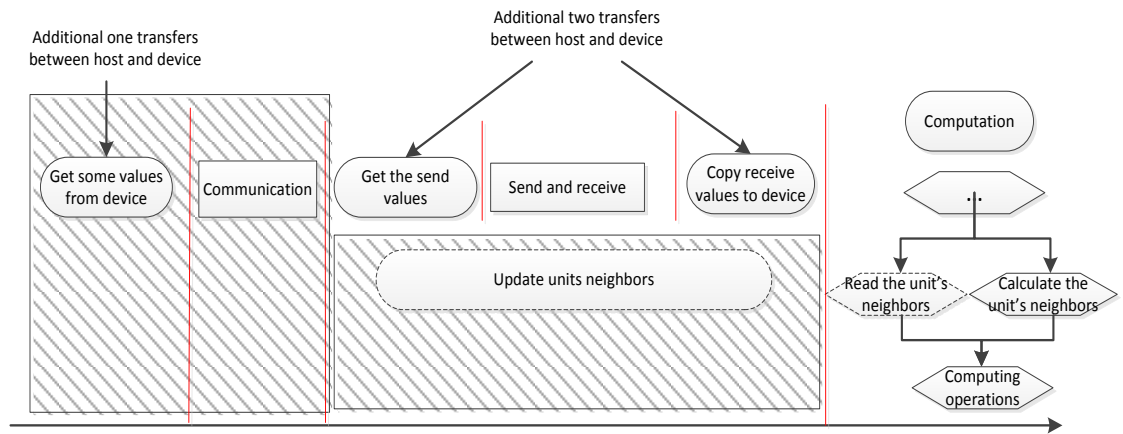 Additional one transfers
between host and device
Additional two transfers
between host and device
Get some values
from device
Communication
Get the send
values
Send and receive
Copy receive
values to device
Update units neighbors
Computation
...
Read the unit's
neighbors
Calculate the
unit's neighbors
Computing
operations